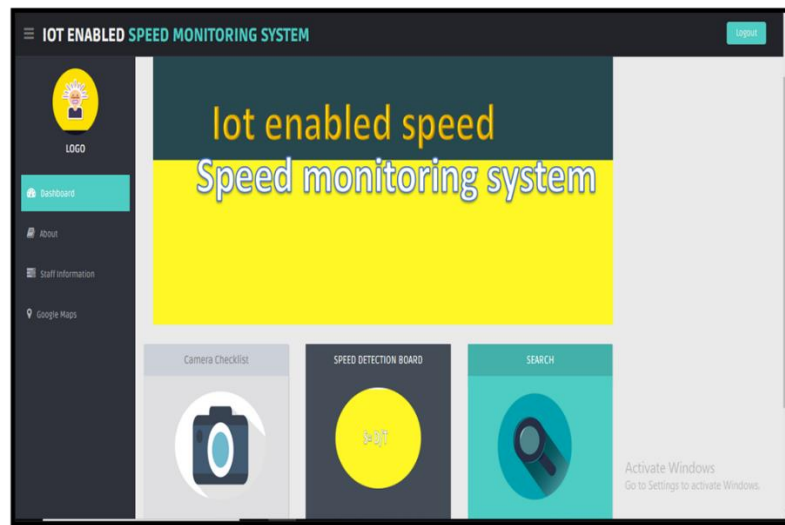 IOT ENABLED SPEED MONITORING SYSTEM
Logout
LOGO
Dashboard
About
Staff Information
Google Maps
Iot enabled speed
Speed monitoring system
Camera Checklist
SPEED DETECTION BOARD
SEARCH
S= D/T
Activate Windows
Go to Settings to activate Windows.